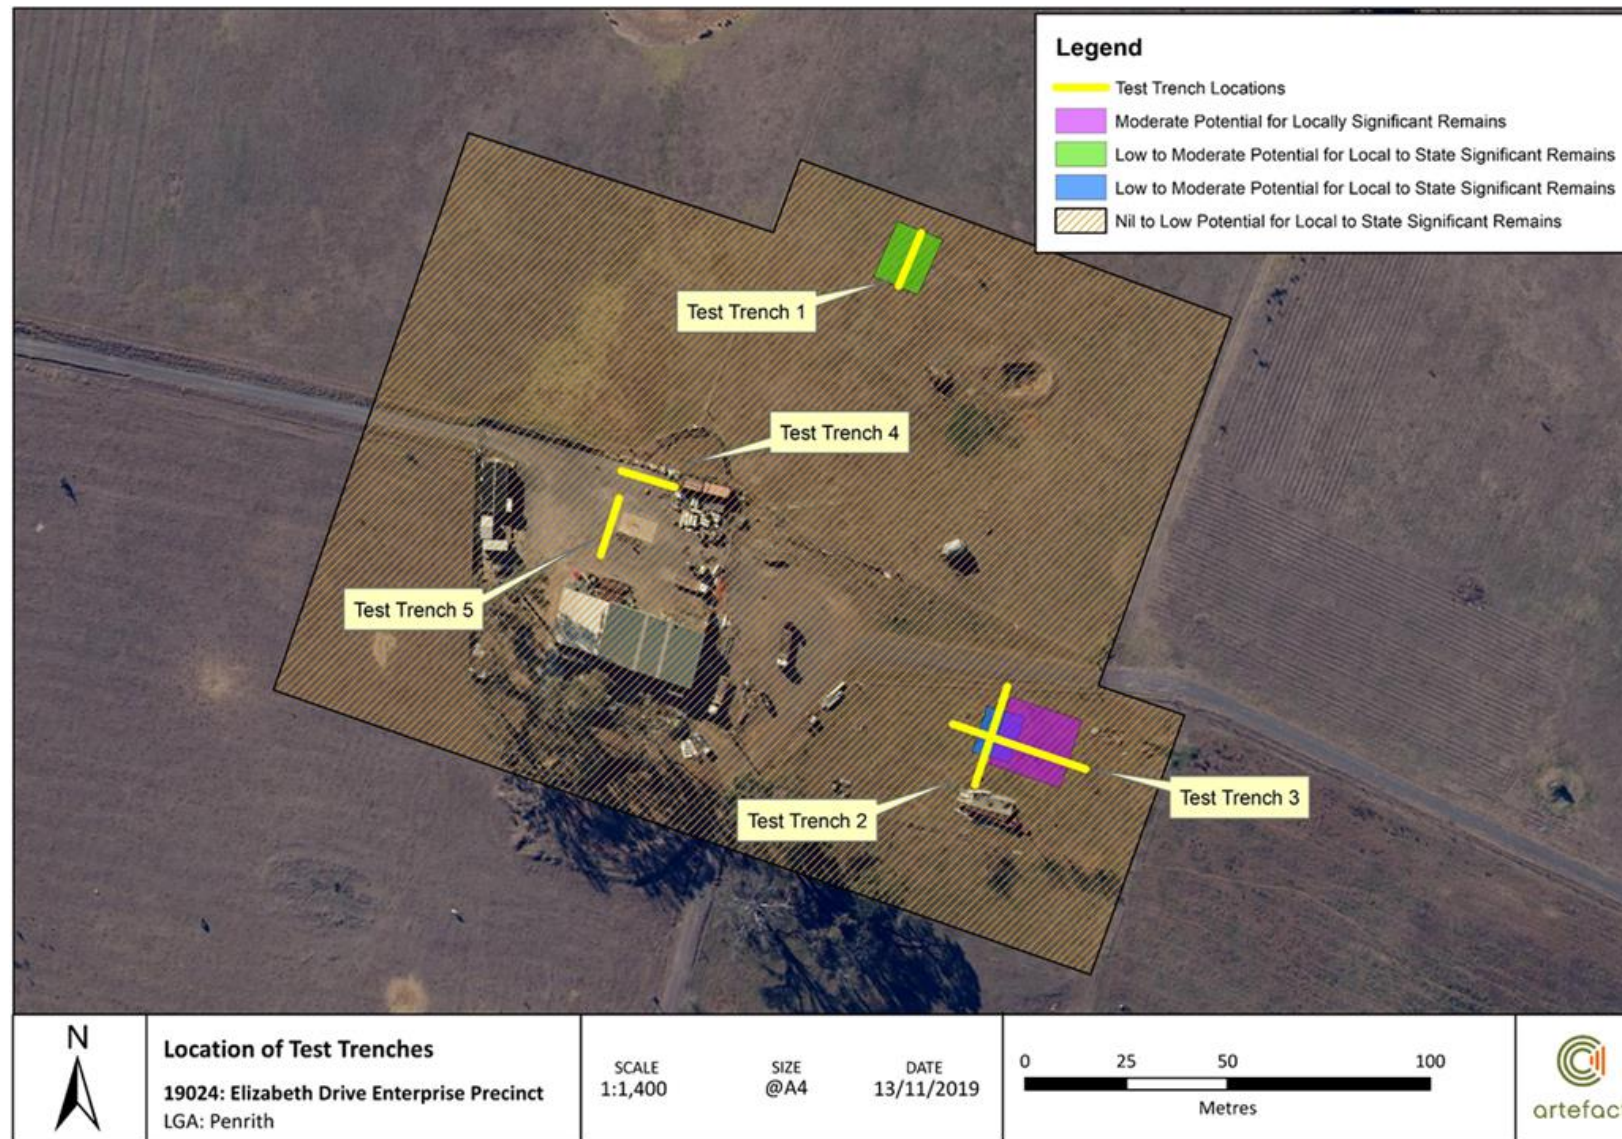 Legend
Test Trench Locations
Moderate Potential for Locally Significant Remains
Low to Moderate Potential for Local to State Significant Remains
Low to Moderate Potential for Local to State Significant Remains
Nil to Low Potential for Local to State Significant Remains
Test Trench 1
Test Trench 4
Test Trench 5
Test Trench 3
Test Trench 2
N
Location of Test Trenches
19024: Elizabeth Drive Enterprise Precinct
LGA: Penrith
SCALE
1:1,400
SIZE
@A4
DATE
13/11/2019
0 25 50 100
Metres
artefac